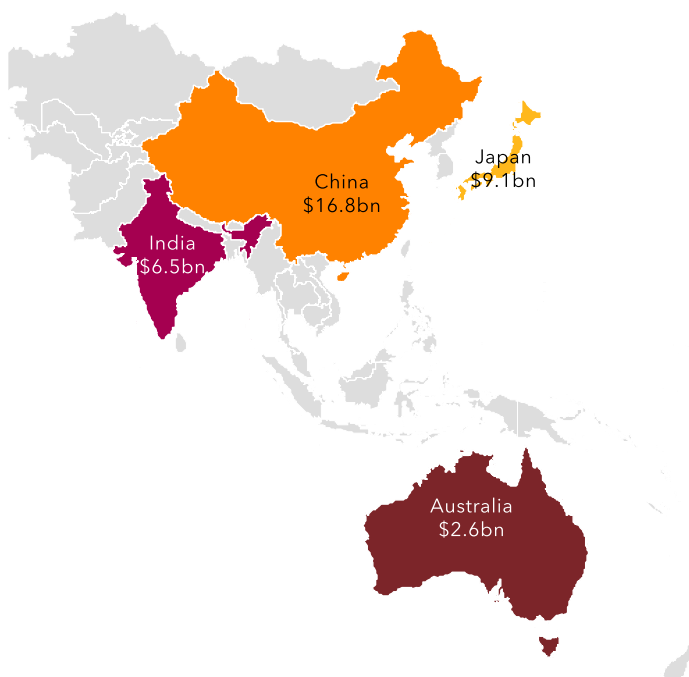 Japan
$9.1bn
China
$16.8bn
India
$6.5bn
Australia
$2.6bn